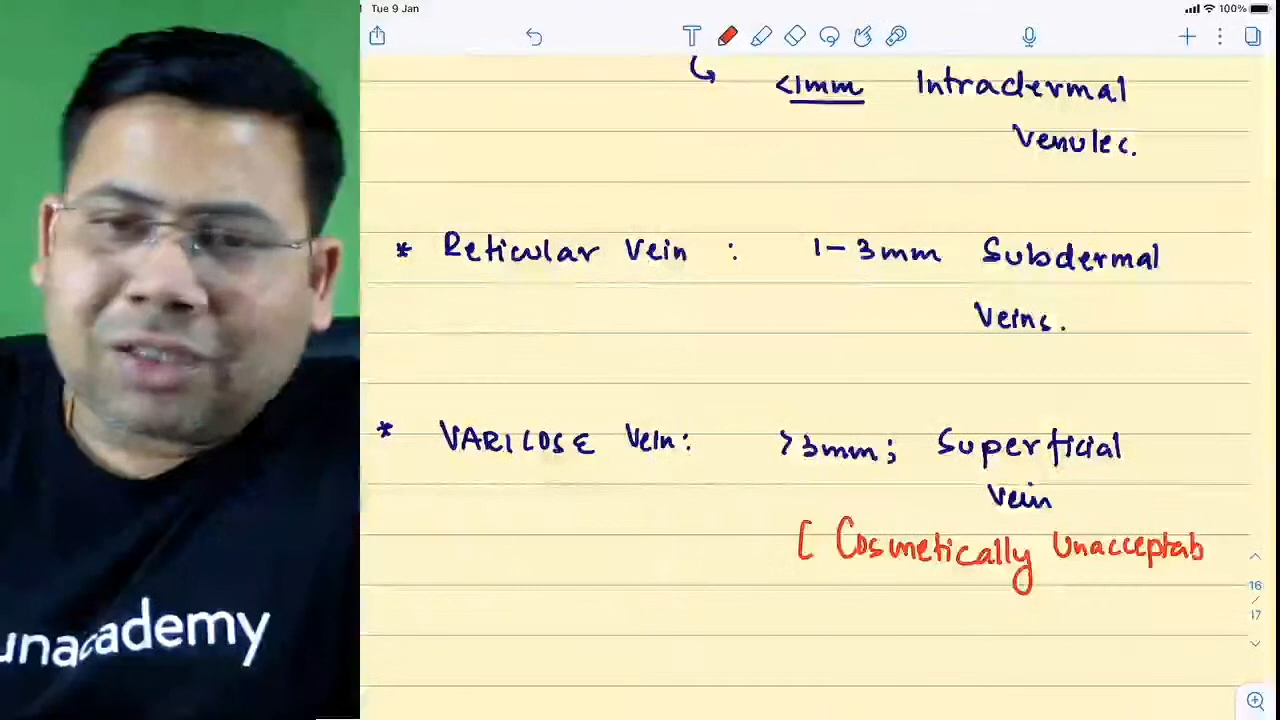 Tue 9 Jan
100%
T
<1mm Intradermal
Venules.
* Reticular Vein : 1-3mm Subdermal
Veins.
* VARICOSE Vein: >3mm; Superficial
Vein
[ Cosmetically Unacceptab
16
17
unacademy